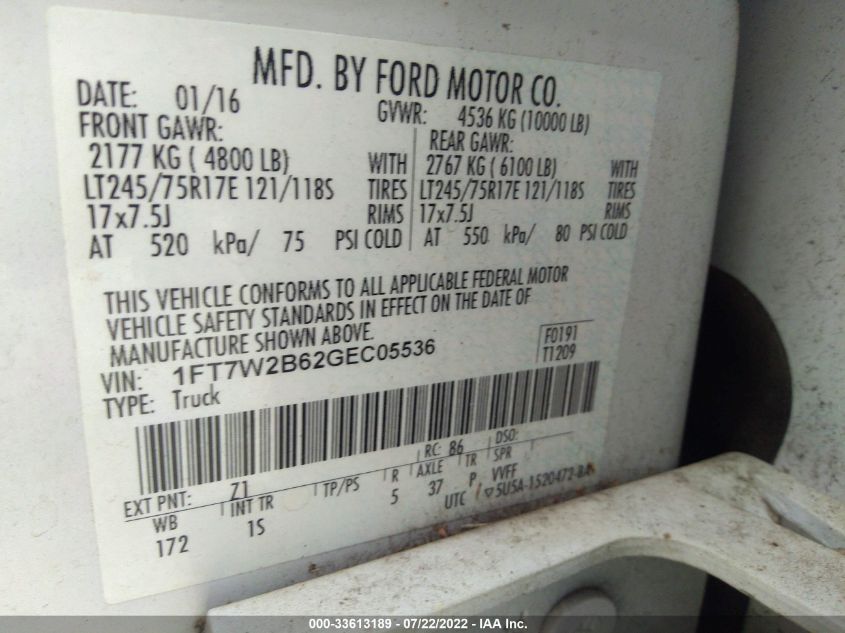 MFD. BY FORD MOTOR CO.
DATE: 01/16 GVWR: 4536 KG (10000 LB)
FRONT GAWR: REAR GAWR:
2177 KG ( 4800 LB) WITH 2767 KG ( 6100 LB) WITH
LT245/75R17E 121/118S TIRES LT245/75R17E 121/118S TIRES
17x7.5J RIMS 17x7.5J RIMS
AT 520 kPa/ 75 PSI COLD AT 550 kPa/ 80 PSI COLD
THIS VEHICLE CONFORMS TO ALL APPLICABLE FEDERAL MOTOR
VEHICLE SAFETY STANDARDS IN EFFECT ON THE DATE OF
MANUFACTURE SHOWN ABOVE.
VIN: 1FT7W2B62GEC05536 F0191
TYPE: Truck T1209
EXT PNT: Z1 RC: 86 DSO:
WB INT TR TP/PS R AXLE TR SPR
172 1S 5 37 P VVFF
UTC
00-33613189 - 07/22/2022 - IAA Inc.